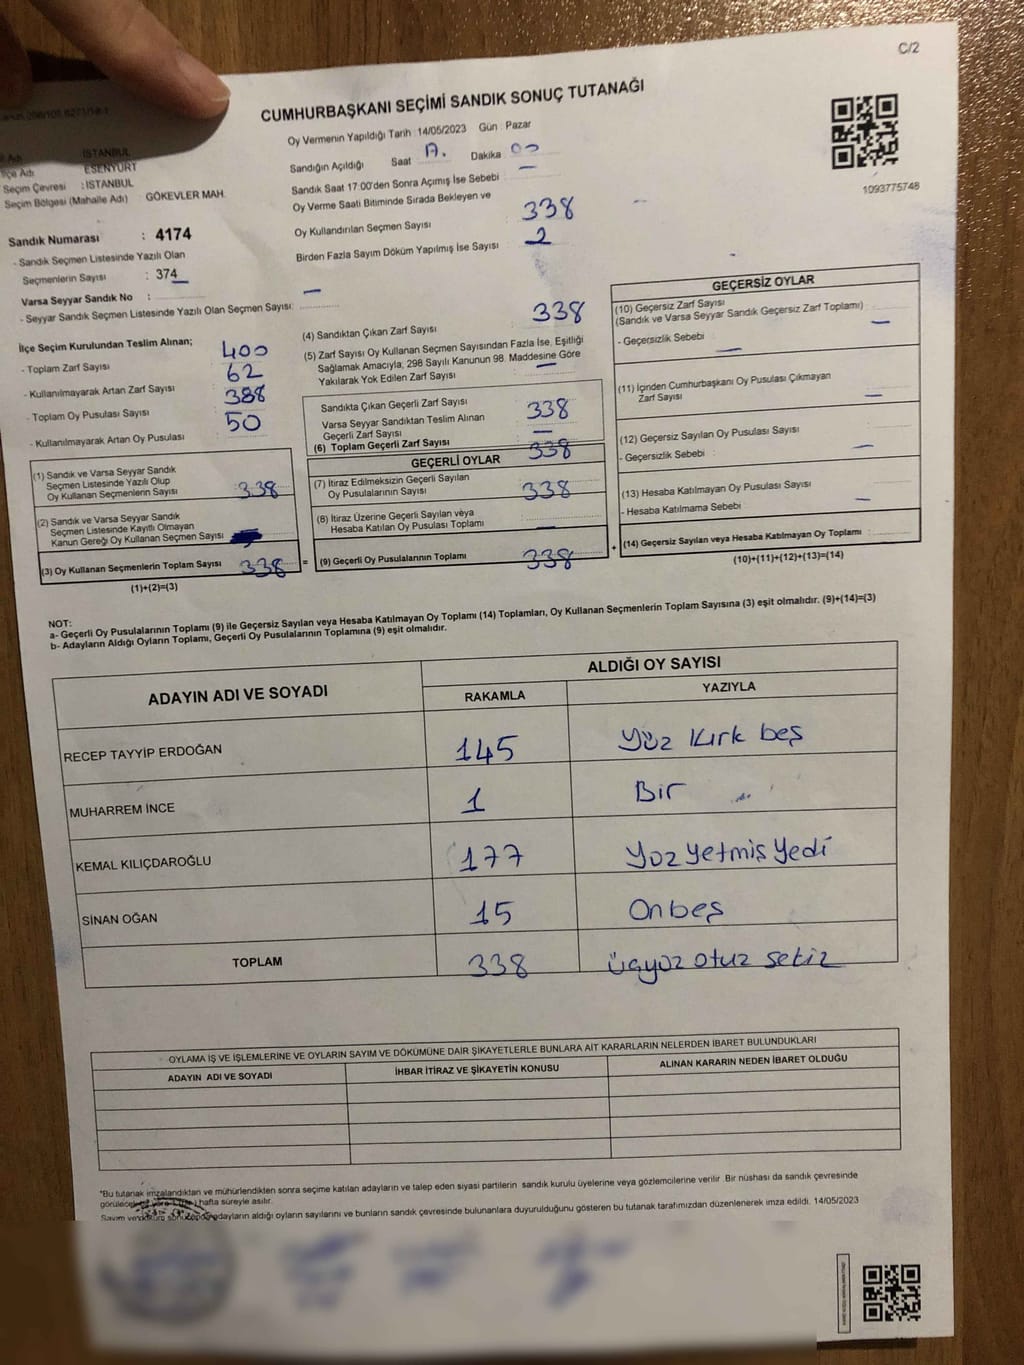 C/2
CUMHURBAŞKANI SEÇİMİ SANDIK SONUÇ TUTANAĞI
Oy Vermenin Yapıldığı Tarih : 14/05/2023 Gün : Pazar
Sandığın Açıldığı Saat Dakika 00
Sandık Saat 17:00'den Sonra Açımış İse Sebebi : —
Oy Verme Saati Bitiminde Sırada Bekleyen ve
Oy Kullandırılan Seçmen Sayısı : 338
Birden Fazla Sayım Döküm Yapılmış İse Sayısı : 2
1093775748
İSTANBUL
İlçe Adı ESENYURT
Seçim Çevresi : İSTANBUL
Seçim Bölgesi (Mahalle Adı) GÖKEVLER MAH.
Sandık Numarası : 4174
- Sandık Seçmen Listesinde Yazılı Olan
Seçmenlerin Sayısı : 374
Varsa Seyyar Sandık No :
- Seyyar Sandık Seçmen Listesinde Yazılı Olan Seçmen Sayısı: —
İlçe Seçim Kurulundan Teslim Alınan;
- Toplam Zarf Sayısı : 400
- Kullanılmayarak Artan Zarf Sayısı : 62
- Toplam Oy Pusulası Sayısı : 388
- Kullanılmayarak Artan Oy Pusulası : 50
(1) Sandık ve Varsa Seyyar Sandık
Seçmen Listesinde Yazılı Olup
Oy Kullanan Seçmenlerin Sayısı 338
(2) Sandık ve Varsa Seyyar Sandık
Seçmen Listesinde Kayıtlı Olmayan
Kanun Gereği Oy Kullanan Seçmen Sayısı
(3) Oy Kullanan Seçmenlerin Toplam Sayısı 338 =
(1)+(2)=(3)
(4) Sandıktan Çıkan Zarf Sayısı : 338
(5) Zarf Sayısı Oy Kullanan Seçmen Sayısından Fazla İse, Eşitliği
Sağlamak Amacıyla; 298 Sayılı Kanunun 98. Maddesine Göre
Yakılarak Yok Edilen Zarf Sayısı : —
Sandıkta Çıkan Geçerli Zarf Sayısı : 338
Varsa Seyyar Sandıktan Teslim Alınan
Geçerli Zarf Sayısı : —
(6) Toplam Geçerli Zarf Sayısı : 338
GEÇERLİ OYLAR
(7) İtiraz Edilmeksizin Geçerli Sayılan
Oy Pusulalarının Sayısı : 338
(8) İtiraz Üzerine Geçerli Sayılan veya
Hesaba Katılan Oy Pusulası Toplamı : —
(9) Geçerli Oy Pusulalarının Toplamı : 338 +
GEÇERSİZ OYLAR
(10) Geçersiz Zarf Sayısı
(Sandık ve Varsa Seyyar Sandık Geçersiz Zarf Toplamı) : —
- Geçersizlik Sebebi : —
(11) İçinden Cumhurbaşkanı Oy Pusulası Çıkmayan
Zarf Sayısı : —
(12) Geçersiz Sayılan Oy Pusulası Sayısı :
- Geçersizlik Sebebi : —
(13) Hesaba Katılmayan Oy Pusulası Sayısı :
- Hesaba Katılmama Sebebi : —
(14) Geçersiz Sayılan veya Hesaba Katılmayan Oy Toplamı :
(10)+(11)+(12)+(13)=(14)
NOT:
a- Geçerli Oy Pusulalarının Toplamı (9) ile Geçersiz Sayılan veya Hesaba Katılmayan Oy Toplamı (14) Toplamları, Oy Kullanan Seçmenlerin Toplam Sayısına (3) eşit olmalıdır. (9)+(14)=(3)
b- Adayların Aldığı Oyların Toplamı, Geçerli Oy Pusulalarının Toplamına (9) eşit olmalıdır.
ADAYIN ADI VE SOYADI ALDIĞI OY SAYISI
RAKAMLA YAZIYLA
RECEP TAYYİP ERDOĞAN 145 Yüz kırk beş
MUHARREM İNCE 1 Bir
KEMAL KILIÇDAROĞLU 177 Yüz yetmiş yedi
SİNAN OĞAN 15 Onbeş
TOPLAM 338 üçyüz otuz sekiz
OYLAMA İŞ VE İŞLEMLERİNE VE OYLARIN SAYIM VE DÖKÜMÜNE DAİR ŞİKAYETLERLE BUNLARA AİT KARARLARIN NELERDEN İBARET BULUNDUKLARI
ADAYIN ADI VE SOYADI İHBAR İTİRAZ VE ŞİKAYETİN KONUSU ALINAN KARARIN NEDEN İBARET OLDUĞU
*Bu tutanak imzalandıktan ve mühürlendikten sonra seçime katılan adayların ve talep eden siyasi partilerin sandık kurulu üyelerine veya gözlemcilerine verilir. Bir nüshası da sandık çevresinde
hafta süreyle asılır.
adayların aldığı oyların sayılarını ve bunların sandık çevresinde bulunanlara duyurulduğunu gösteren bu tutanak tarafımızdan düzenlenerek imza edildi. 14/05/2023